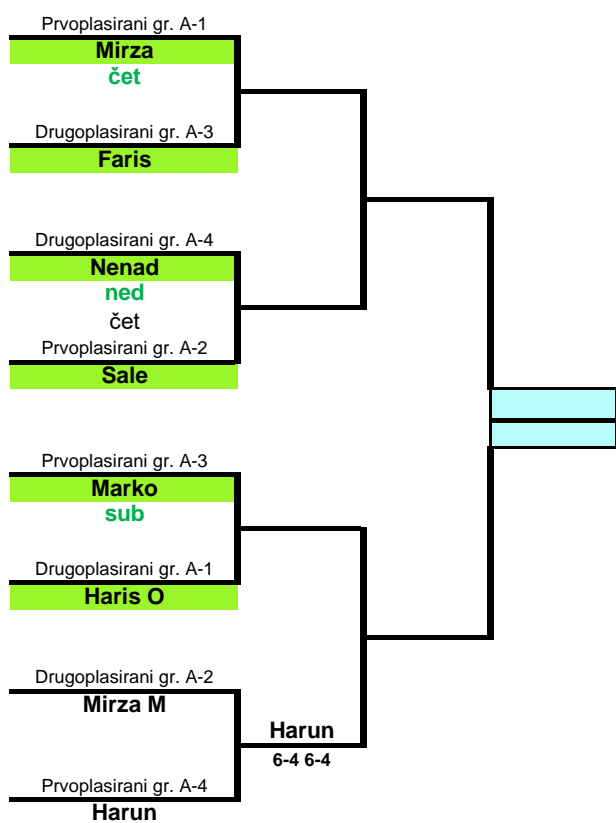 Prvoplasirani gr. A-1
Mirza
čet
Drugoplasirani gr. A-3
Faris
Drugoplasirani gr. A-4
Nenad
ned
čet
Prvoplasirani gr. A-2
Sale
Prvoplasirani gr. A-3
Marko
sub
Drugoplasirani gr. A-1
Haris O
Drugoplasirani gr. A-2
Mirza M
Harun
6-4 6-4
Prvoplasirani gr. A-4
Harun